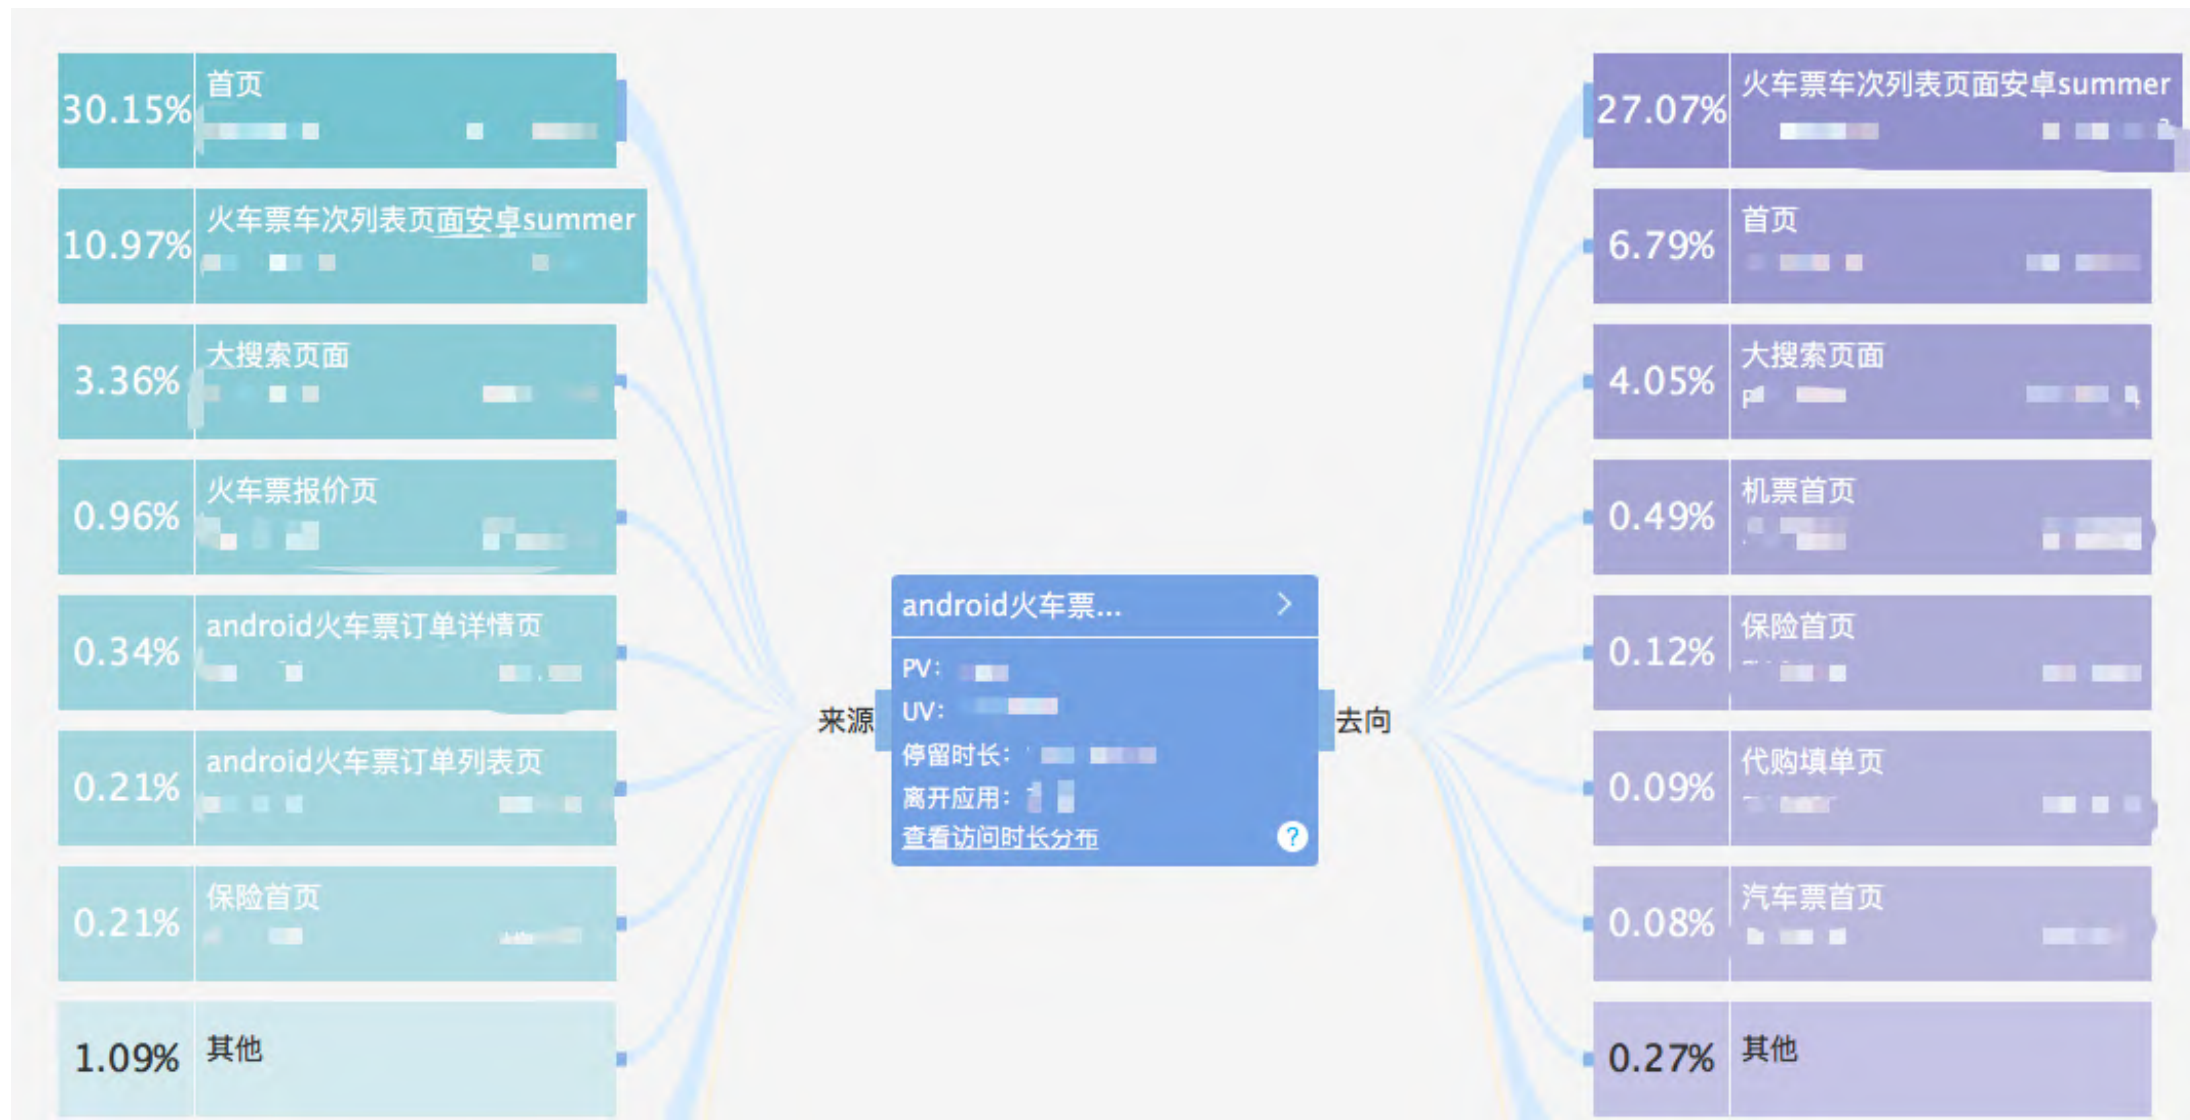 30.15%
首页
10.97%
火车票车次列表页面安卓summer
3.36%
大搜索页面
0.96%
火车票报价页
0.34%
android火车票订单详情页
0.21%
android火车票订单列表页
0.21%
保险首页
1.09%
其他
来源
android火车票...
PV:
UV:
停留时长:
离开应用:
查看访问时长分布
?
去向
27.07%
火车票车次列表页面安卓summer
6.79%
首页
4.05%
大搜索页面
0.49%
机票首页
0.12%
保险首页
0.09%
代购填单页
0.08%
汽车票首页
0.27%
其他